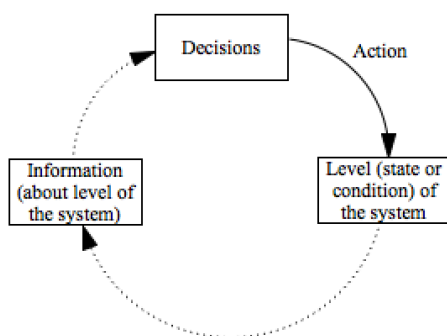 Decisions
Action
Information
(about level of
the system)
Level (state or
condition) of
the system